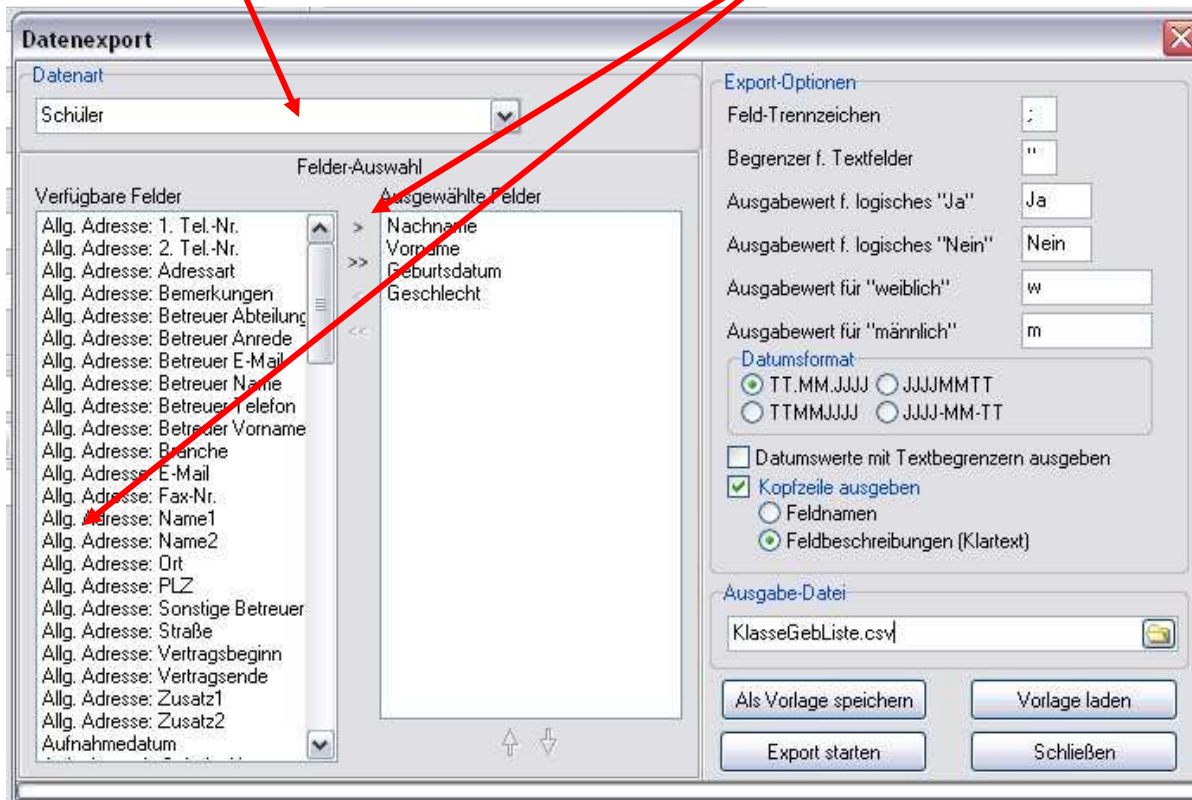 Datenexport
Datenart
Schüler
Felder-Auswahl
Verfügbare Felder
Allg. Adresse: 1. Tel.-Nr.
Allg. Adresse: 2. Tel.-Nr.
Allg. Adresse: Adressart
Allg. Adresse: Bemerkungen
Allg. Adresse: Betreuer Abteilung
Allg. Adresse: Betreuer Anrede
Allg. Adresse: Betreuer E-Mail
Allg. Adresse: Betreuer Name
Allg. Adresse: Betreuer Telefon
Allg. Adresse: Betreuer Vorname
Allg. Adresse: Branche
Allg. Adresse: E-Mail
Allg. Adresse: Fax-Nr.
Allg. Adresse: Name1
Allg. Adresse: Name2
Allg. Adresse: Ort
Allg. Adresse: PLZ
Allg. Adresse: Sonstige Betreuer
Allg. Adresse: Straße
Allg. Adresse: Vertragsbeginn
Allg. Adresse: Vertragsende
Allg. Adresse: Zusatz1
Allg. Adresse: Zusatz2
Aufnahmedatum
>
>>
<
<<
Ausgewählte Felder
Nachname
Vorname
Geburtsdatum
Geschlecht
Export-Optionen
Feld-Trennzeichen ;
Begrenzer f. Textfelder "
Ausgabewert f. logisches "Ja" Ja
Ausgabewert f. logisches "Nein" Nein
Ausgabewert für "weiblich" w
Ausgabewert für "männlich" m
Datumsformat
TT.MM.JJJJ JJJJMMTT
TTMMJJJJ JJJJ-MM-TT
Datumswerte mit Textbegrenzern ausgeben
Kopfzeile ausgeben
Feldnamen
Feldbeschreibungen (Klartext)
Ausgabe-Datei
KlasseGebListe.csv
Als Vorlage speichern Vorlage laden
Export starten Schließen